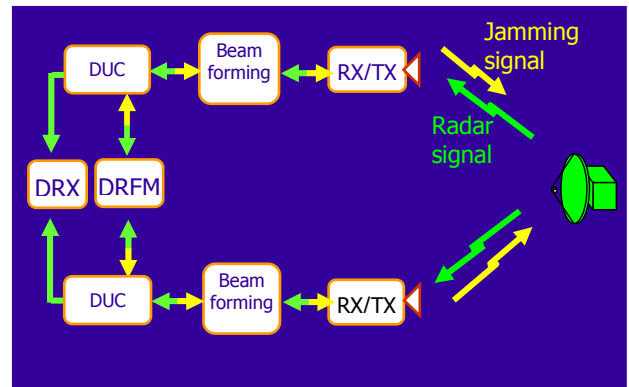 Jamming
signal
Beam
forming
DUC
RX/TX
Radar
signal
DRX
DRFM
Beam
forming
DUC
RX/TX